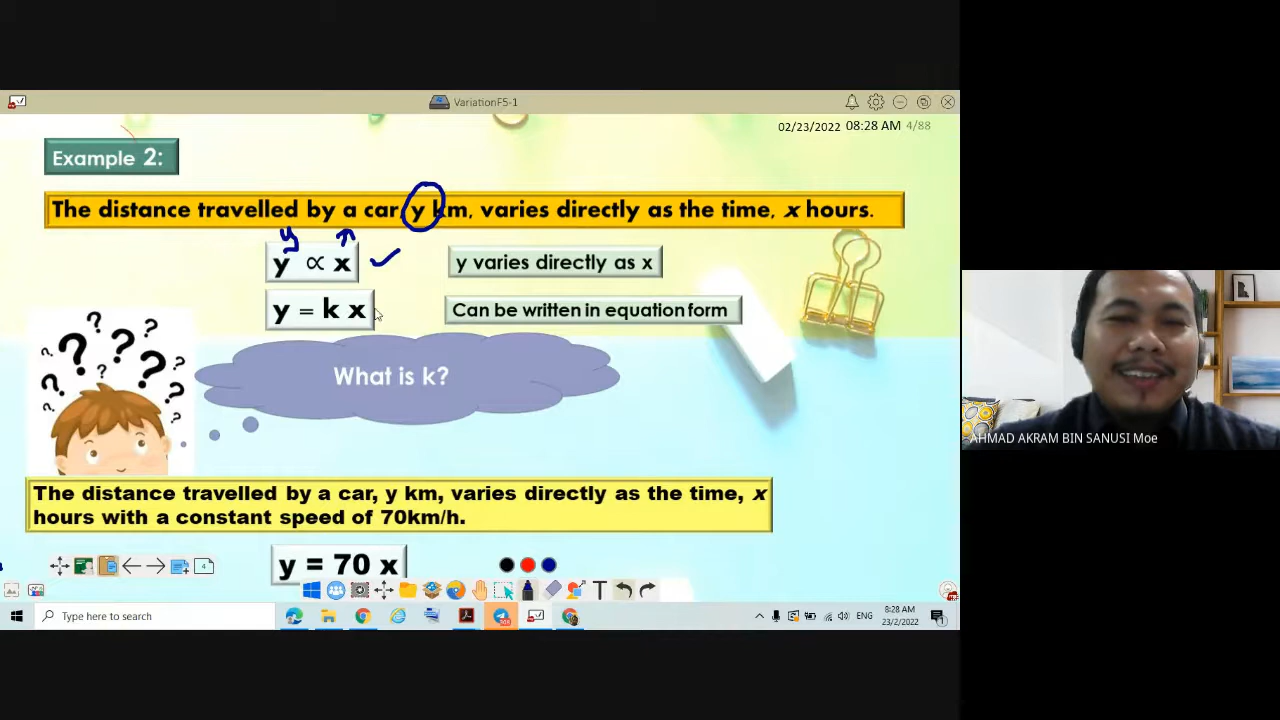 VariationF5-1
02/23/2022 08:28 AM 4/88
Example 2:
The distance travelled by a car, y km, varies directly as the time, x hours.
y
y ∝ x
y varies directly as x
y = k x
Can be written in equation form
? ? ? ? ? ? ? ? ? ?
What is k?
AHMAD AKRAM BIN SANUSI Moe
The distance travelled by a car, y km, varies directly as the time, x
hours with a constant speed of 70km/h.
4
y = 70 x
T
Type here to search
ENG
8:28 AM
23/2/2022
1